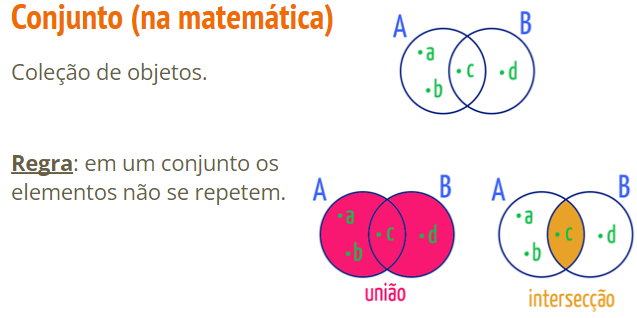 Conjunto (na matemática)
Coleção de objetos.
A B
•a
•b
•c
•d
Regra: em um conjunto os
elementos não se repetem.
A B
•a
•b
•c
•d
união
A B
•a
•b
•c
•d
intersecção